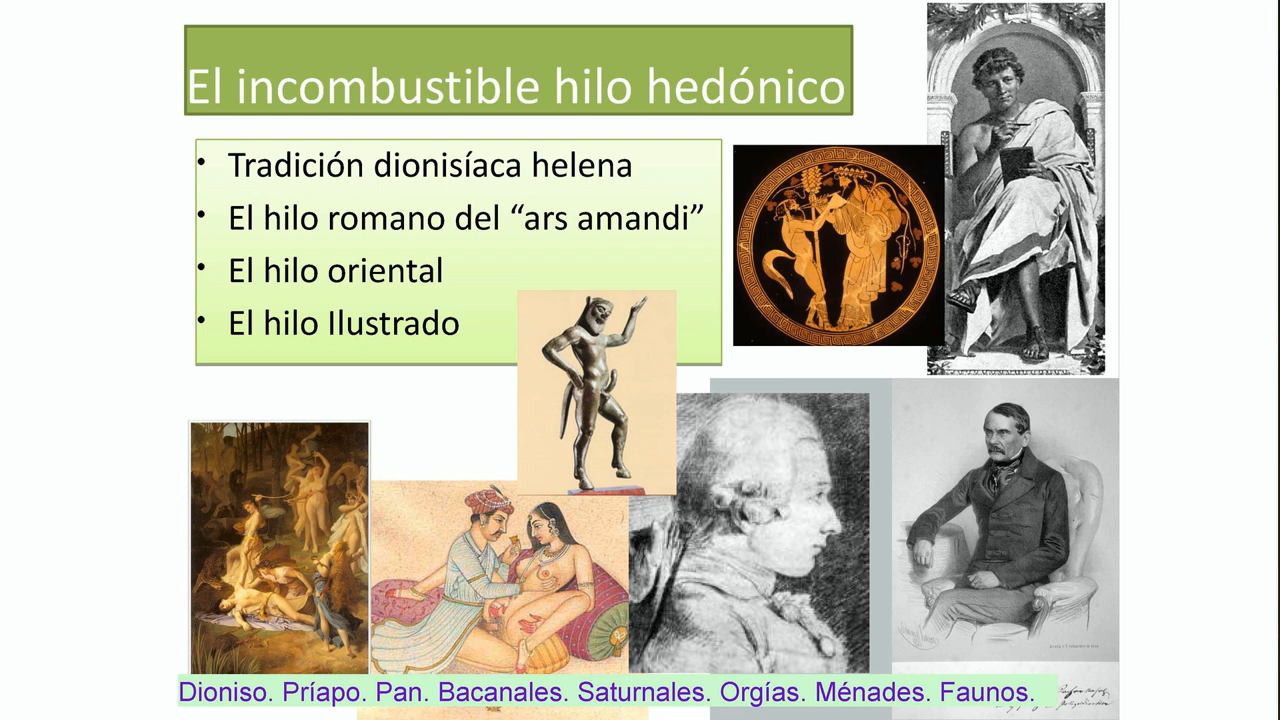 El incombustible hilo hedónico
• Tradición dionisíaca helena
• El hilo romano del “ars amandi”
• El hilo oriental
• El hilo Ilustrado
Dioniso. Príapo. Pan. Bacanales. Saturnales. Orgías. Ménades. Faunos.